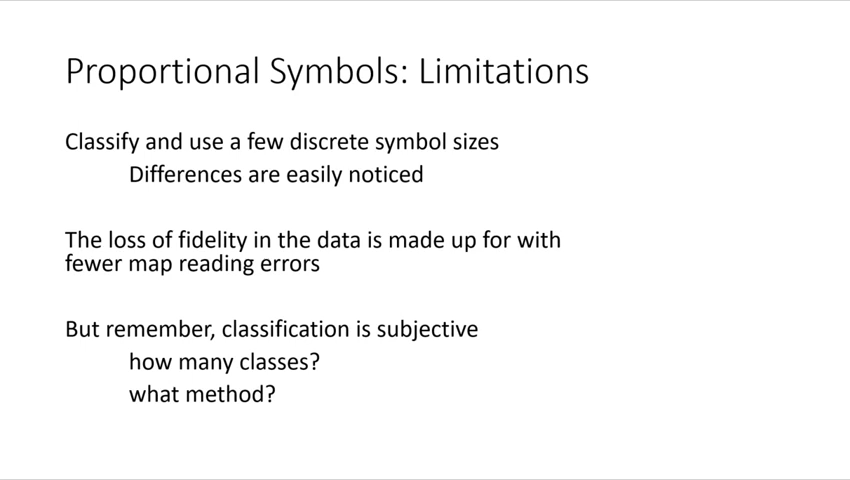 Proportional Symbols: Limitations
Classify and use a few discrete symbol sizes
Differences are easily noticed
The loss of fidelity in the data is made up for with
fewer map reading errors
But remember, classification is subjective
how many classes?
what method?